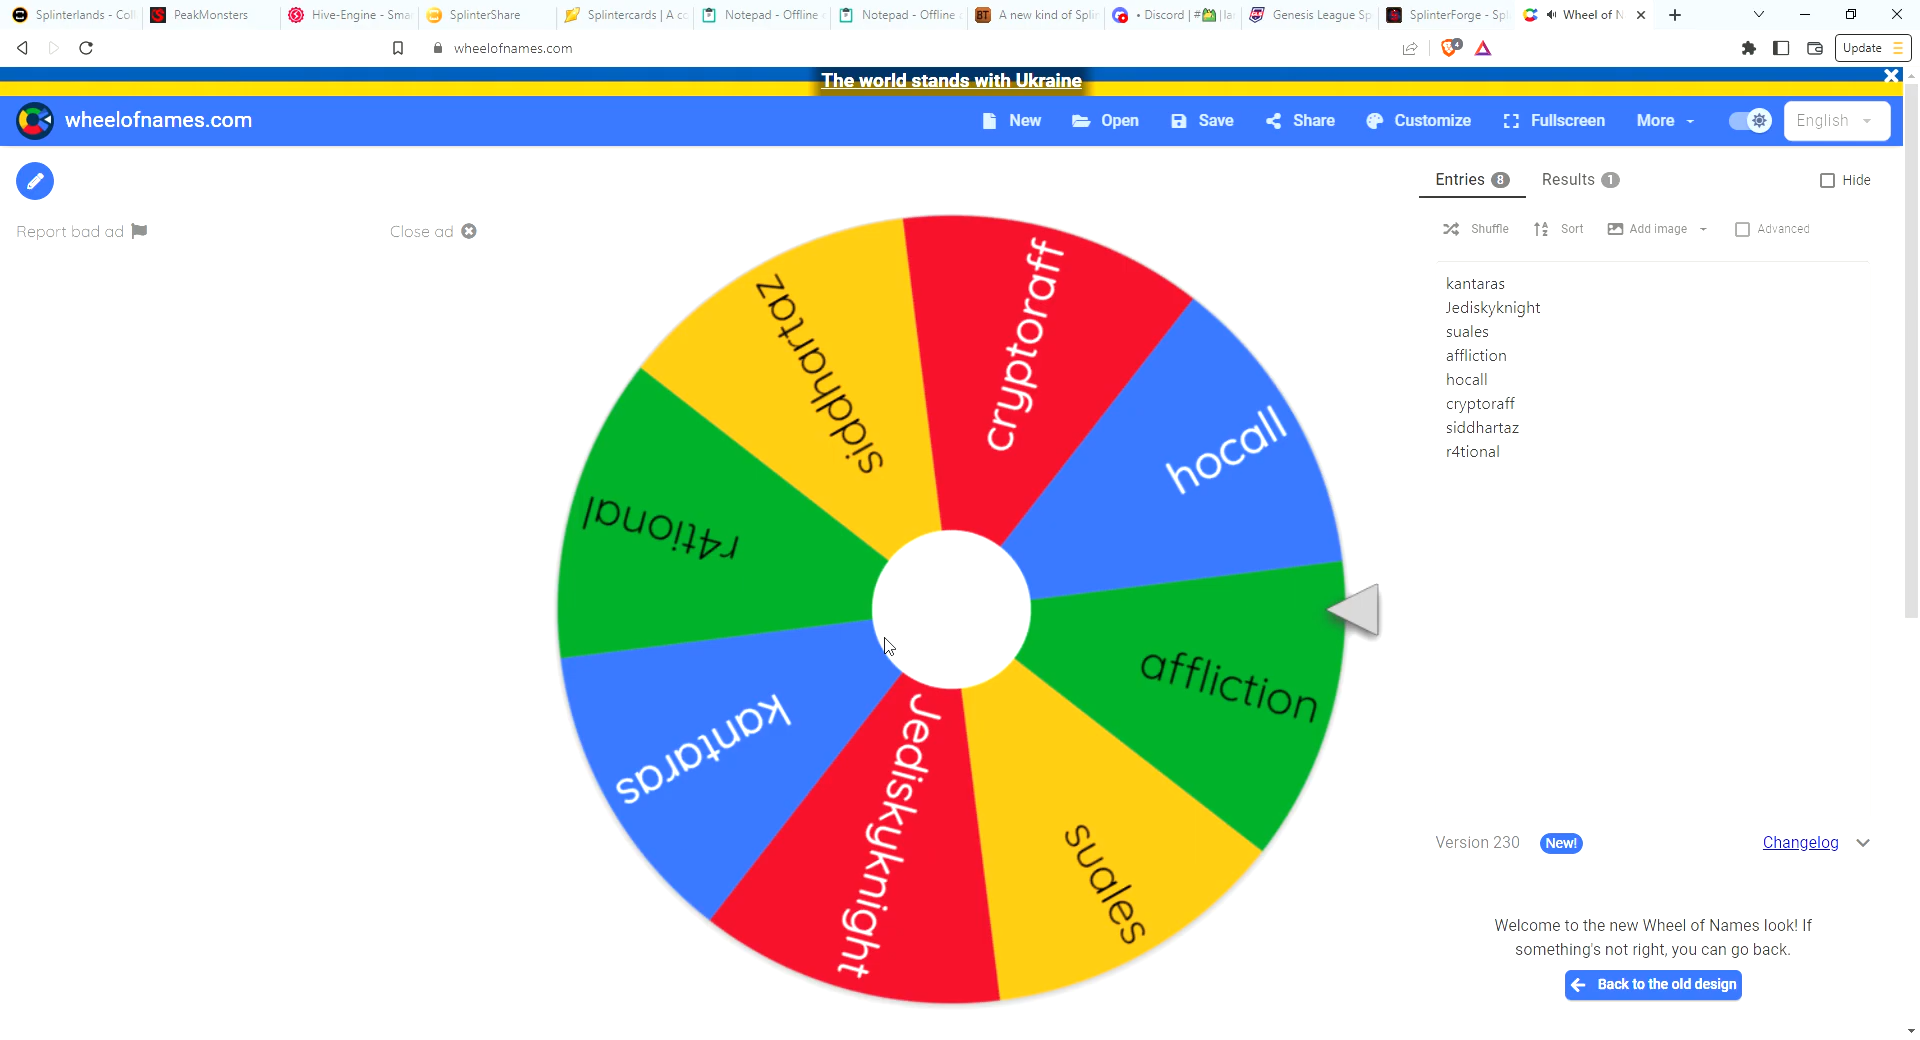 Splinterlands - Coll
PeakMonsters
Hive-Engine - Sma
SplinterShare
Splintercards | A co
Notepad - Offline
Notepad - Offline
A new kind of Splin
• Discord | #
Genesis League Sp
SplinterForge - Spl
Wheel of N
wheelofnames.com
4
Update
The world stands with Ukraine
wheelofnames.com
New
Open
Save
Share
Customize
Fullscreen
More
English
Entries 8
Results 1
Hide
Report bad ad
Close ad
Shuffle
Sort
Add image
Advanced
kantaras
Jediskyknight
suales
affliction
hocall
cryptoraff
siddhartaz
r4tional
cryptoraff
hocall
affliction
suales
Jediskyknight
kantaras
r4tional
siddhartaz
Version 230
New!
Changelog
Welcome to the new Wheel of Names look! If
something's not right, you can go back.
Back to the old design